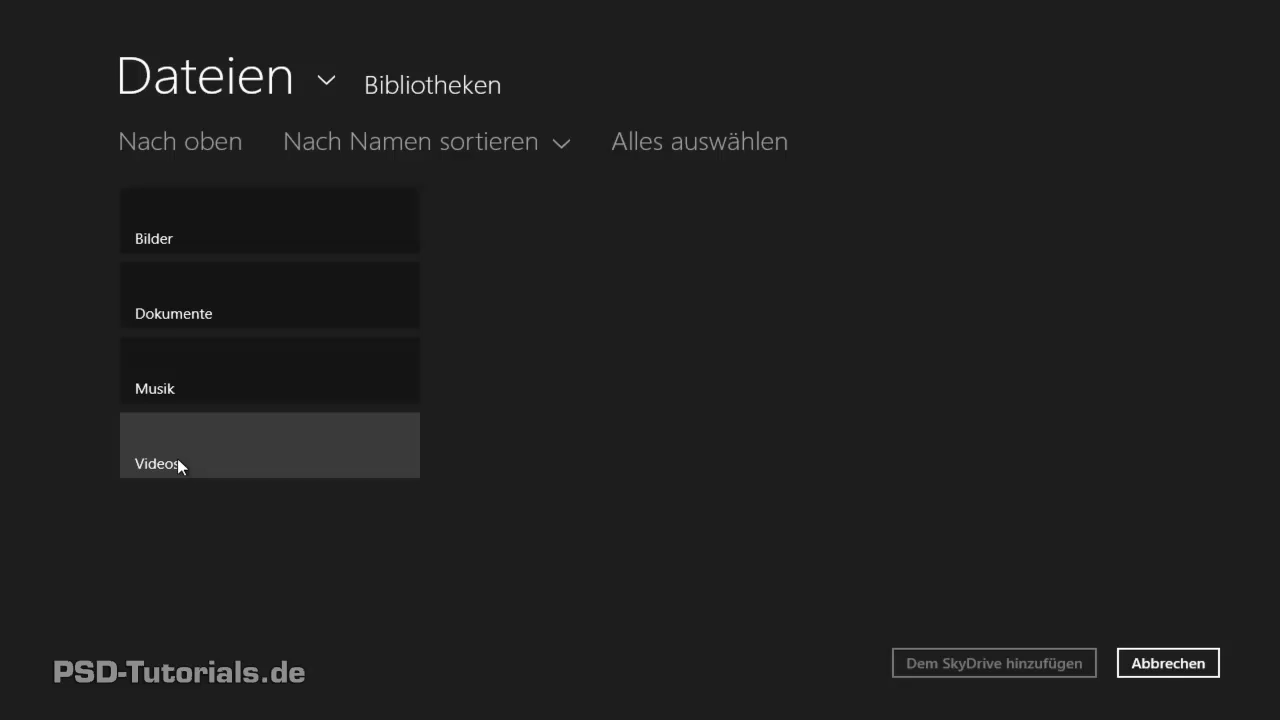 Dateien Bibliotheken
Nach oben Nach Namen sortieren Alles auswählen
Bilder
Dokumente
Musik
Videos
Dem SkyDrive hinzufügen Abbrechen
PSD-Tutorials.de